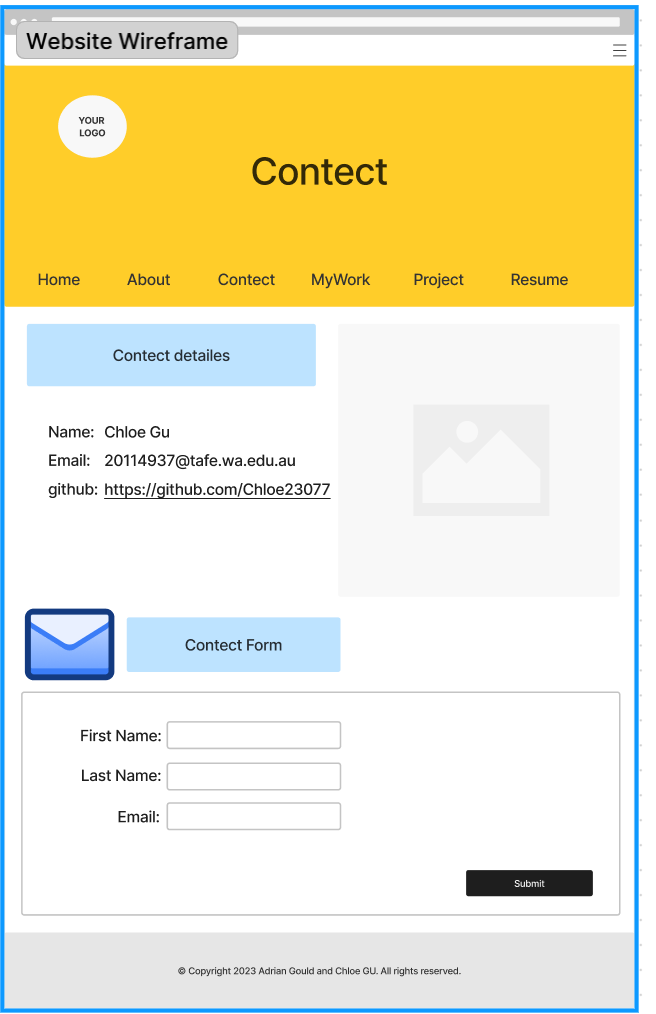 Website Wireframe
YOUR
LOGO
Contect
Home About Contect MyWork Project Resume
Contect detailes
Name: Chloe Gu
Email: 20114937@tafe.wa.edu.au
github: https://github.com/Chloe23077
Contect Form
First Name:
Last Name:
Email:
Submit
© Copyright 2023 Adrian Gould and Chloe GU. All rights reserved.